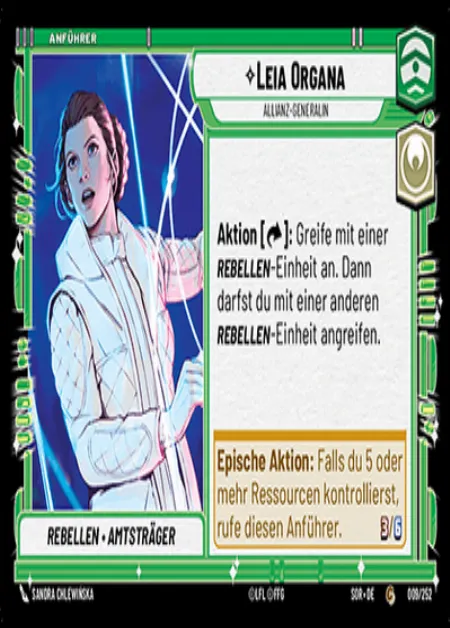 ANFÜHRER
LEIA ORGANA
ALLIANZ-GENERALIN
Aktion [ ]: Greife mit einer
REBELLEN-Einheit an. Dann
darfst du mit einer anderen
REBELLEN-Einheit angreifen.
Epische Aktion: Falls du 5 oder
mehr Ressourcen kontrollierst,
rufe diesen Anführer.
3/6
REBELLEN • AMTSTRÄGER
SANDRA CHLEWIŃSKA
©LFL ©FFG
SOR • DE
C
009/252